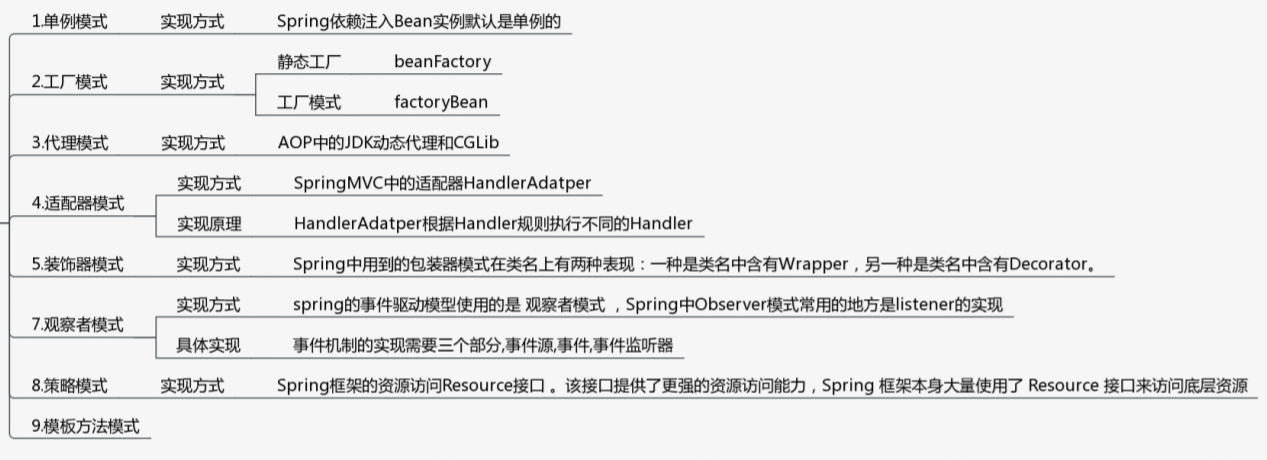 1.单例模式 实现方式 Spring依赖注入Bean实例默认是单例的
静态工厂 beanFactory
2.工厂模式 实现方式
工厂模式 factoryBean
3.代理模式 实现方式 AOP中的JDK动态代理和CGLib
实现方式 SpringMVC中的适配器HandlerAdatper
4.适配器模式
实现原理 HandlerAdatper根据Handler规则执行不同的Handler
5.装饰器模式 实现方式 Spring中用到的包装器模式在类名上有两种表现：一种是类名中含有Wrapper，另一种是类名中含有Decorator。
实现方式 spring的事件驱动模型使用的是 观察者模式 ，Spring中Observer模式常用的地方是listener的实现
7.观察者模式
具体实现 事件机制的实现需要三个部分,事件源,事件,事件监听器
8.策略模式 实现方式 Spring框架的资源访问Resource接口 。该接口提供了更强的资源访问能力，Spring 框架本身大量使用了 Resource 接口来访问底层资源
9.模板方法模式